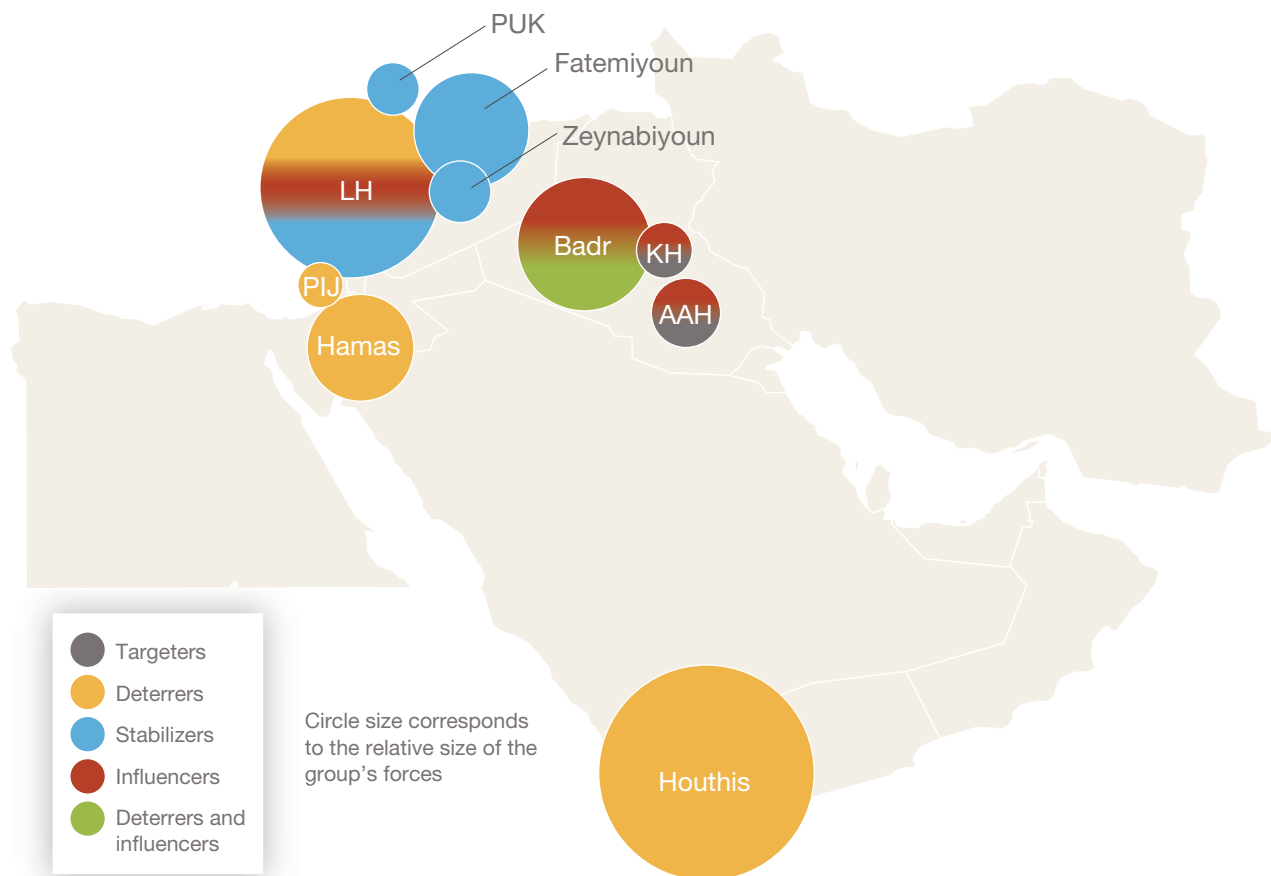 PUK
Fatemiyoun
Zeynabiyoun
LH
Badr
KH
PIJ
AAH
Hamas
Targeters
Deterrers
Stabilizers
Influencers
Deterrers and
influencers
Circle size corresponds
to the relative size of the
group’s forces
Houthis